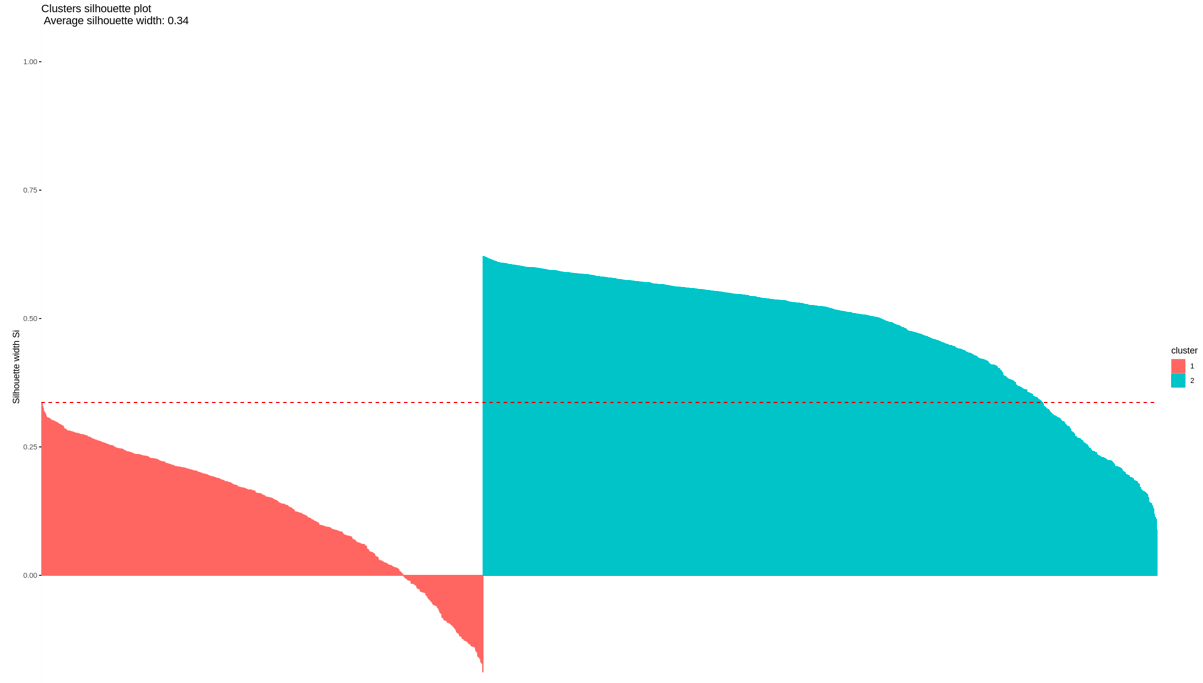 Clusters silhouette plot
Average silhouette width: 0.34
1.00
0.75
0.50
0.25
0.00
Silhouette width Si
cluster
1
2